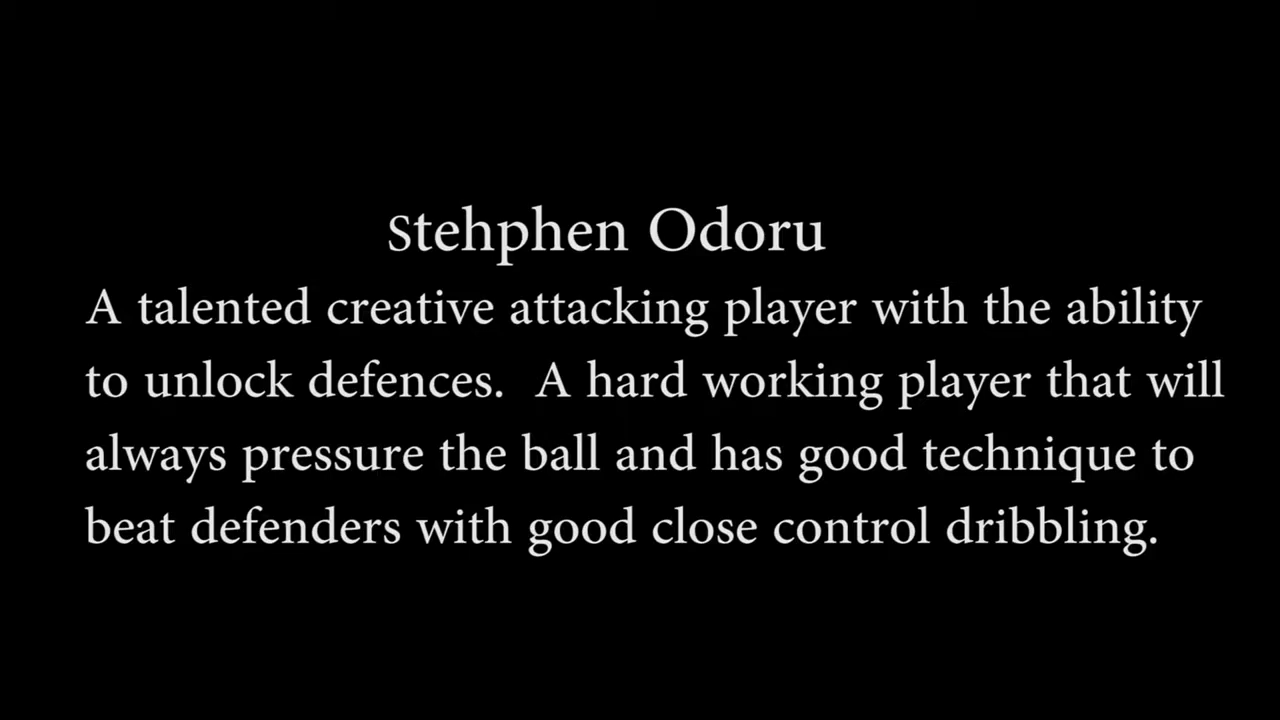 Stehphen Odoru
A talented creative attacking player with the ability
to unlock defences.  A hard working player that will
always pressure the ball and has good technique to
beat defenders with good close control dribbling.